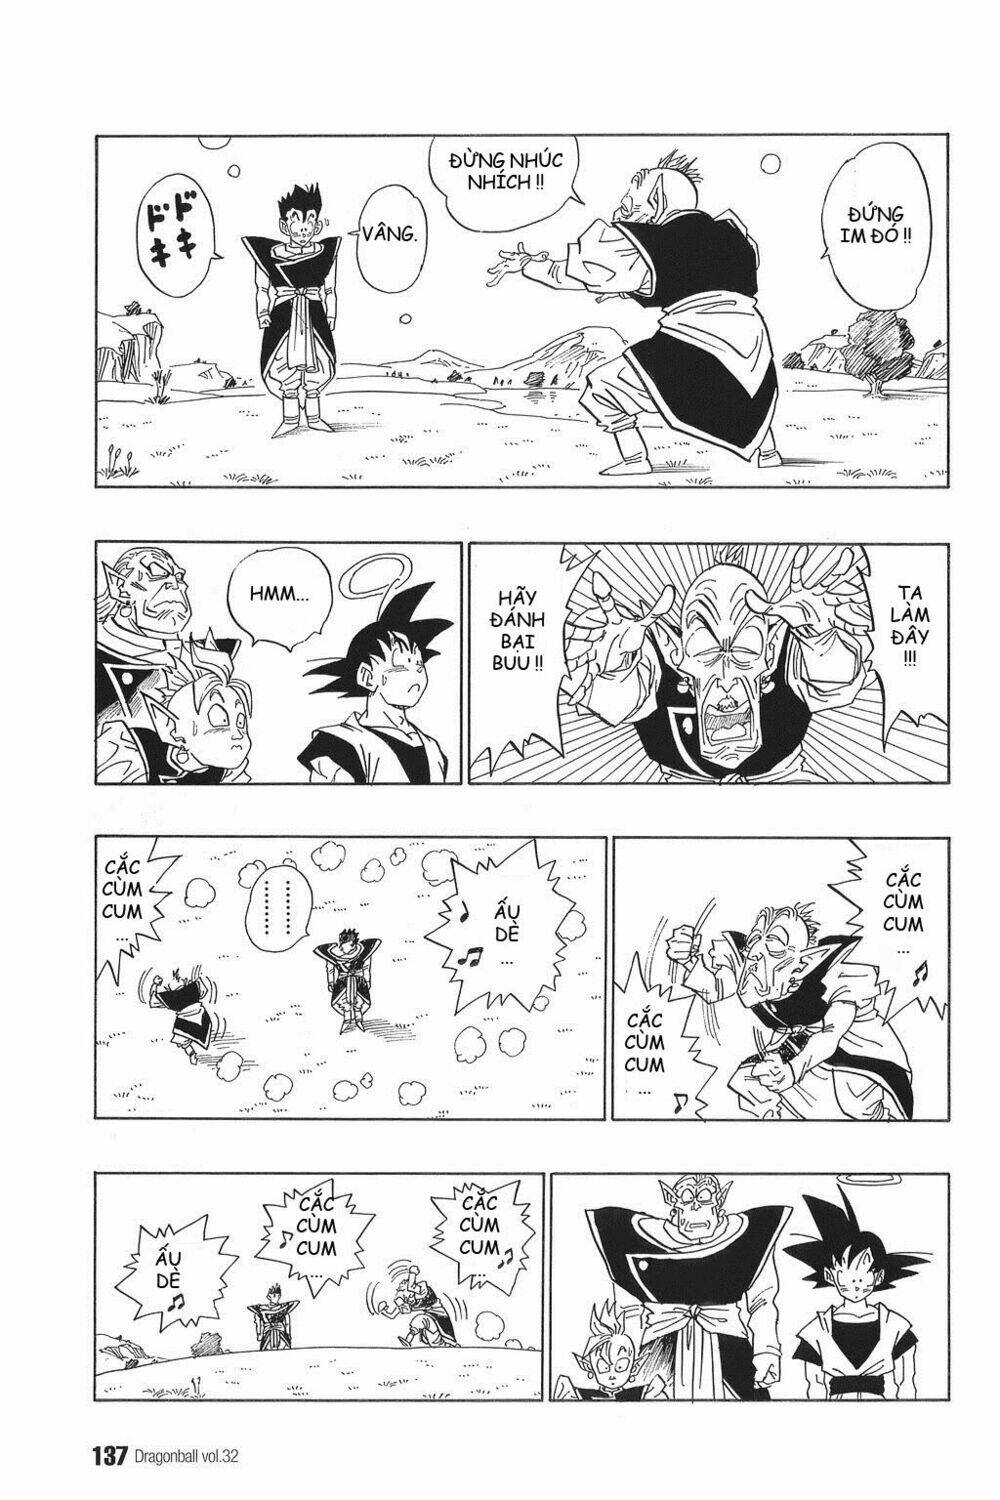 ĐỨNG
IM ĐÓ !!
ĐỪNG NHÚC
NHÍCH !!
VÂNG.
ドキ
ドキ
TA
LÀM
ĐÂY
!!!
HÃY
ĐÁNH
BẠI
BUU !!
HMM...
CẮC
CÙM
CUM
...
CẮC
CÙM
CUM
...
ẤU
DÈ
...
CẮC
CÙM
CUM
...
CẮC
CÙM
CUM
...
CẮC
CÙM
CUM
...
ẤU
DÈ
137 Dragonball vol.32